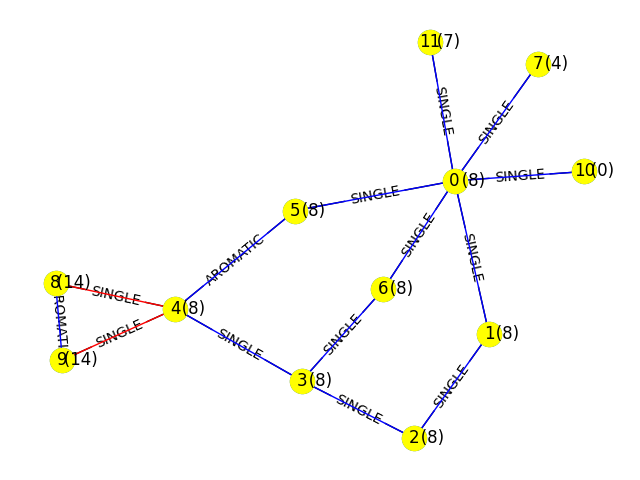 11(7)
7(4)
SINGLE
SINGLE
10(0)
SINGLE
0(8)
SINGLE
5(8)
SINGLE
SINGLE
AROMATIC
8(14)
SINGLE
6(8)
4(8)
ROMATI
SINGLE
SINGLE
SINGLE
1(8)
9(14)
3(8)
SINGLE
SINGLE
2(8)